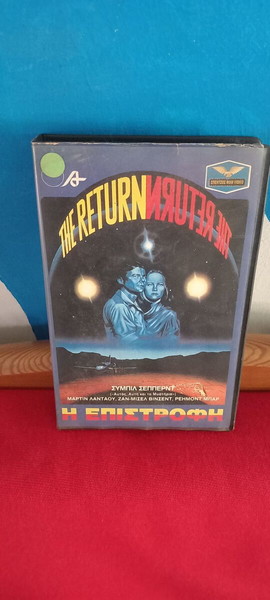 THE RETURN
THE RETURN
ΣΥΜΠΙΛ ΣΕΠΠΕΡΝΤ
ΜΑΡΤΙΝ ΛΑΝΤΑΟΥ, ΖΑΝ-ΜΙΣΕΛ ΒΙΝΣΕΝΤ, ΡΕΗΜΟΝΤ ΜΠΑΡ
Η ΕΠΙΣΤΡΟΦΗ